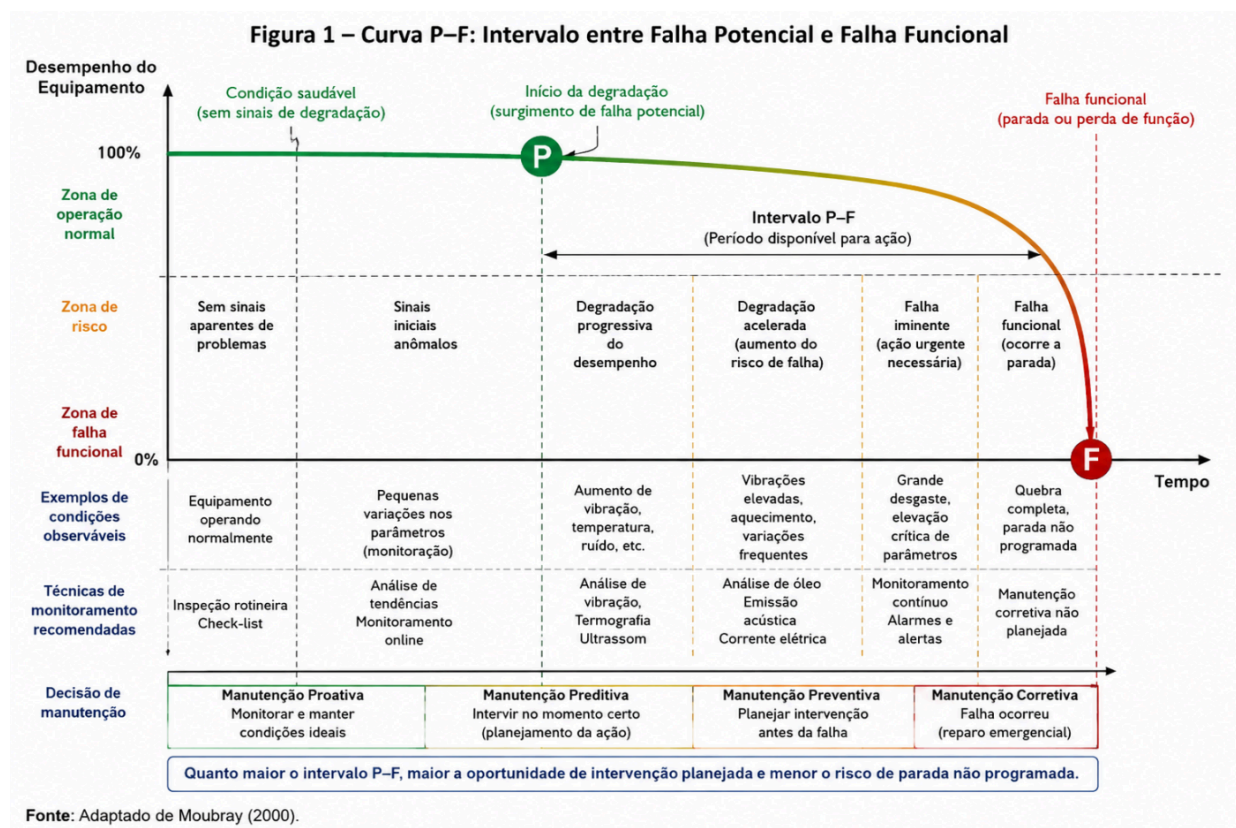 Figura 1 – Curva P–F: Intervalo entre Falha Potencial e Falha Funcional
Desempenho do
Equipamento
Condição saudável
(sem sinais de degradação)
Início da degradação
(surgimento de falha potencial)
Falha funcional
(parada ou perda de função)
100%
P
Zona de
operação
normal
Intervalo P–F
(Período disponível para ação)
Zona de
risco
Sem sinais
aparentes de
problemas
Sinais
iniciais
anômalos
Degradação
progressiva
do
desempenho
Degradação
acelerada
(aumento do
risco de falha)
Falha
iminente
(ação urgente
necessária)
Falha
funcional
(ocorre a
parada)
Zona de
falha
funcional
0%
F
Tempo
Exemplos de
condições
observáveis
Equipamento
operando
normalmente
Pequenas
variações nos
parâmetros
(monitoração)
Aumento de
vibração,
temperatura,
ruído, etc.
Vibrações
elevadas,
aquecimento,
variações
frequentes
Grande
desgaste,
elevação
crítica de
parâmetros
Quebra
completa,
parada não
programada
Técnicas de
monitoramento
recomendadas
Inspeção rotineira
Check-list
Análise de
tendências
Monitoramento
online
Análise de
vibração,
Termografia
Ultrassom
Análise de óleo
Emissão
acústica
Corrente elétrica
Monitoramento
contínuo
Alarmes e
alertas
Manutenção
corretiva não
planejada
Decisão de
manutenção
Manutenção Proativa
Monitorar e manter
condições ideais
Manutenção Preditiva
Intervir no momento certo
(planejamento da ação)
Manutenção Preventiva
Planejar intervenção
antes da falha
Manutenção Corretiva
Falha ocorreu
(reparo emergencial)
Quanto maior o intervalo P–F, maior a oportunidade de intervenção planejada e menor o risco de parada não programada.
Fonte: Adaptado de Moubray (2000).